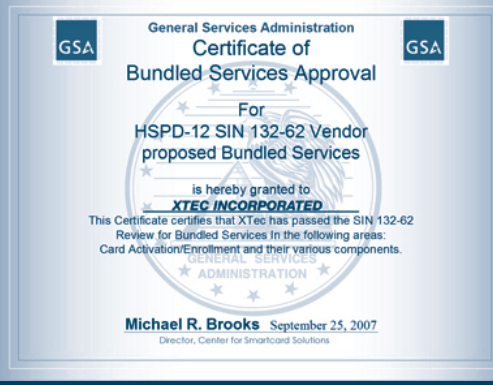 General Services Administration
GSA
Certificate of
GSA
Bundled Services Approval
For
HSPD-12 SIN 132-62 Vendor
proposed Bundled Services
is hereby granted to
XTEC INCORPORATED
This Certificate certifies that XTec has passed the SIN 132-62
Review for Bundled Services In the following areas:
Card Activation/Enrollment and their various components.
GENERAL SERVICES
ADMINISTRATION
Michael R. Brooks September 25, 2007
Director, Center for Smartcard Solutions